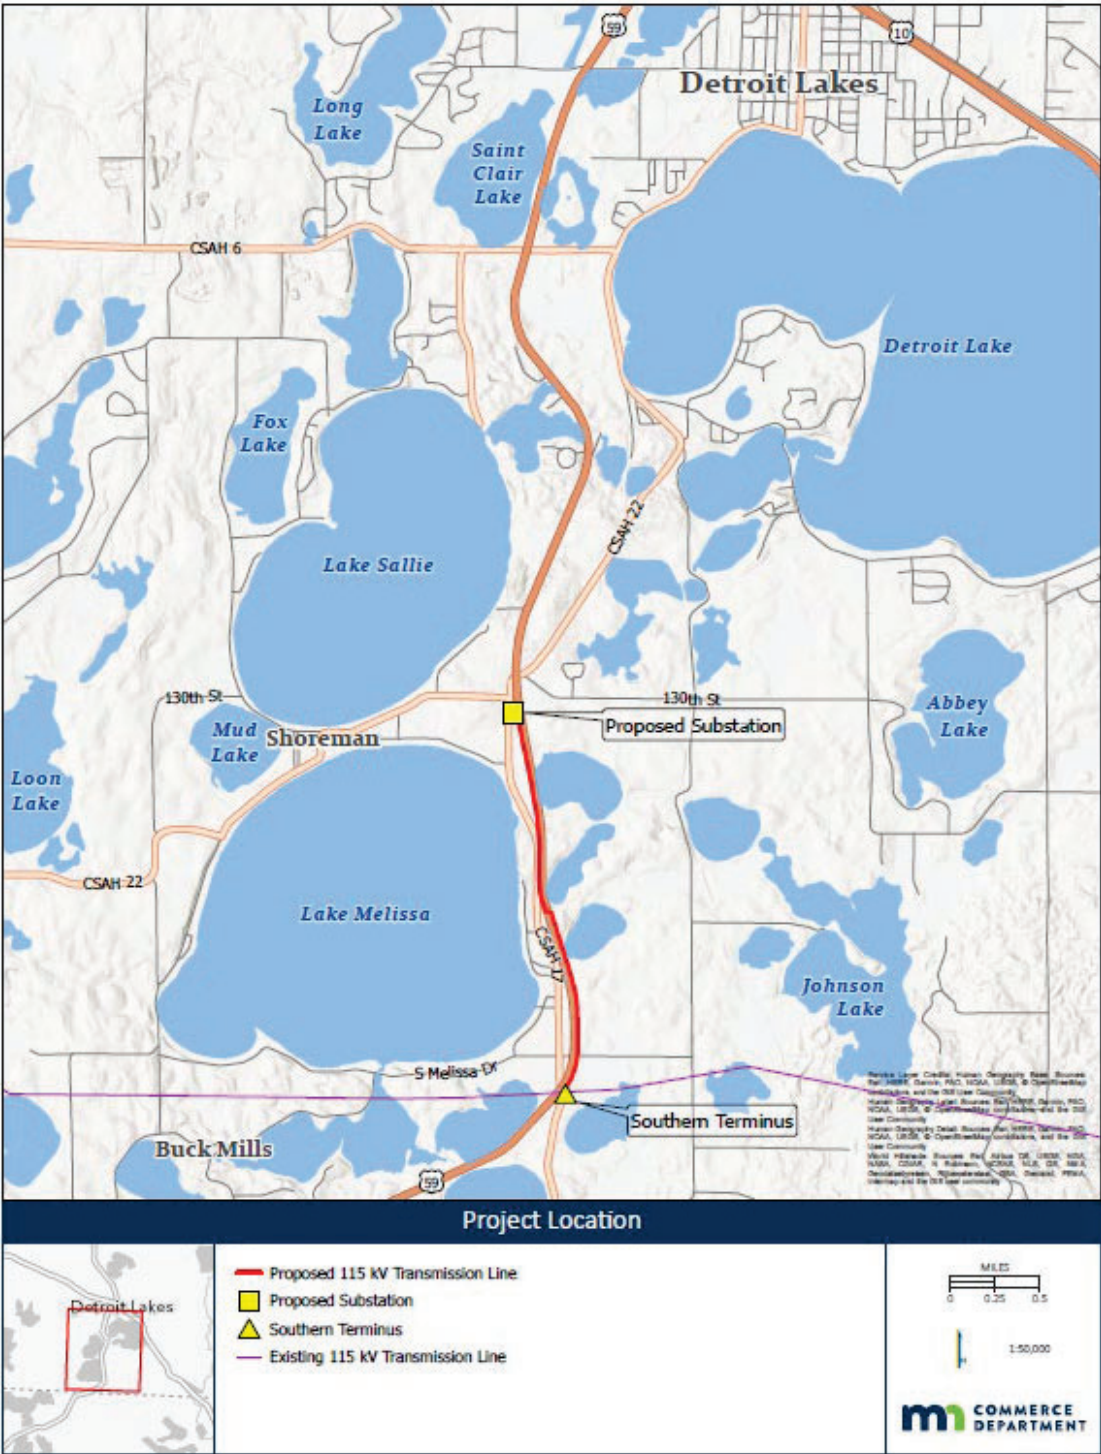 59
10
Detroit Lakes
Long
Lake
Saint
Clair
Lake
CSAH 6
Detroit Lake
Fox
Lake
CSAH 22
Lake Sallie
130th St
130th St
Mud
Lake
Shoreman
Proposed Substation
Abbey
Lake
Loon
Lake
CSAH 22
Lake Melissa
CSAH 17
Johnson
Lake
S Melissa Dr
Southern Terminus
Buck Mills
59
Project Location
Detroit Lakes
Proposed 115 kV Transmission Line
Proposed Substation
Southern Terminus
Existing 115 kV Transmission Line
MILES
0 0.25 0.5
1:50,000
mn COMMERCE
DEPARTMENT